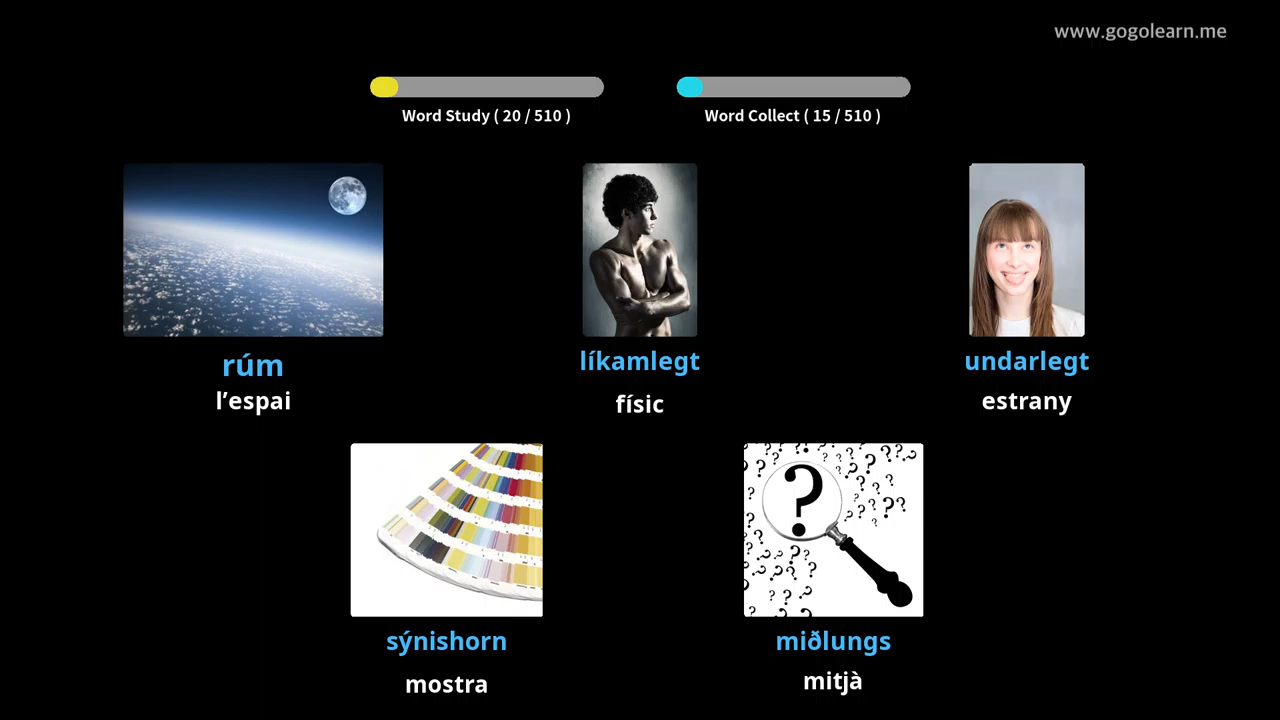 www.gogolearn.me
Word Study ( 20 / 510 )
Word Collect ( 15 / 510 )
rúm
l’espai
líkamlegt
físic
undarlegt
estrany
sýnishorn
mostra
miðlungs
mitjà